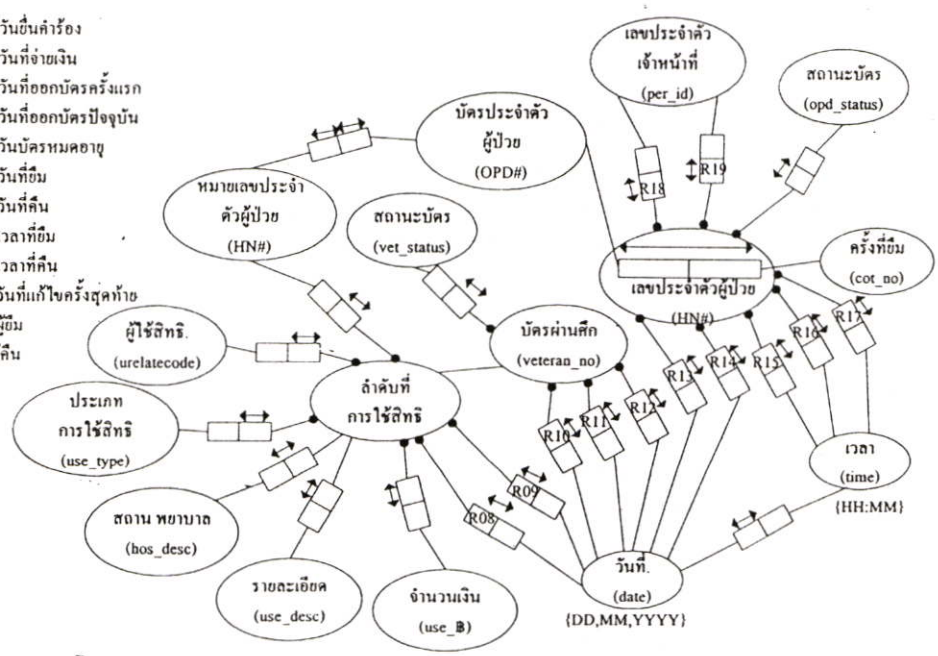 วันยื่นคำร้อง
วันที่จ่ายเงิน
วันที่ออกบัตรครั้งแรก
วันที่ออกบัตรปัจจุบัน
วันบัตรหมดอายุ
วันที่ยืม
วันที่คืน
เวลาที่ยืม
เวลาที่คืน
วันที่แก้ไขครั้งสุดท้าย
ผู้ยืม
คืน
เลขประจำตัว
เจ้าหน้าที่
(per_id)
สถานะบัตร
(opd_status)
บัตรประจำตัว
ผู้ป่วย
(OPD#)
หมายเลขประจำ
ตัวผู้ป่วย
(HN#)
สถานะบัตร
(vet_status)
R18
R19
ครั้งที่ยืม
(cot_no)
เลขประจำตัวผู้ป่วย
(HN#)
ผู้ใช้สิทธิ.
(urelatecode)
บัตรผ่านศึก
(veteran_no)
ลำดับที่
การใช้สิทธิ
ประเภท
การใช้สิทธิ
(use_type)
R10
R11
R12
R13
R14
R15
R16
R17
เวลา
(time)
{HH:MM}
สถาน พยาบาล
(hos_desc)
R08
R09
รายละเอียด
(use_desc)
จำนวนเงิน
(use_฿)
วันที่.
(date)
{DD,MM,YYYY}